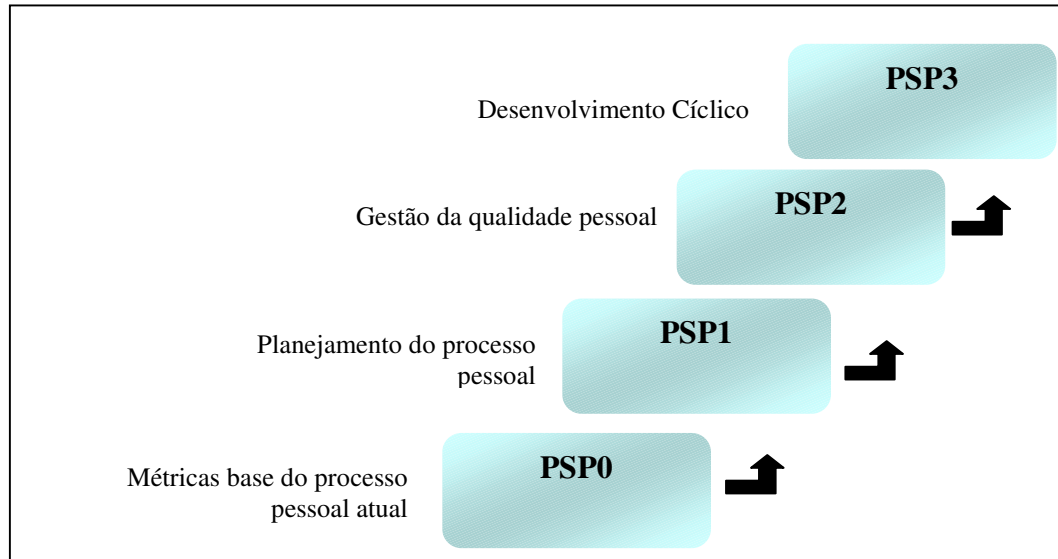 PSP3
Desenvolvimento Cíclico
PSP2
Gestão da qualidade pessoal
PSP1
Planejamento do processo
pessoal
PSP0
Métricas base do processo
pessoal atual